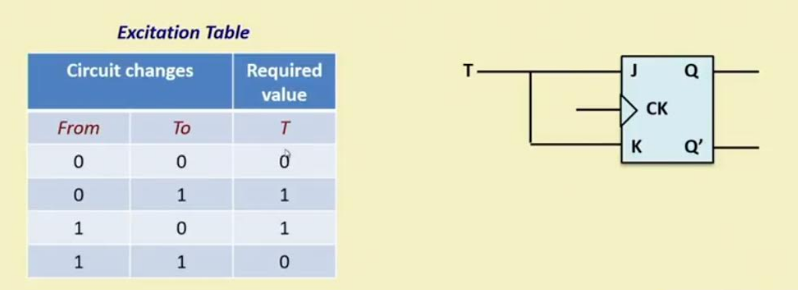 Excitation Table
Circuit changes Required value
From To T
0 0 0
0 1 1
1 0 1
1 1 0
T J Q
CK
K Q’